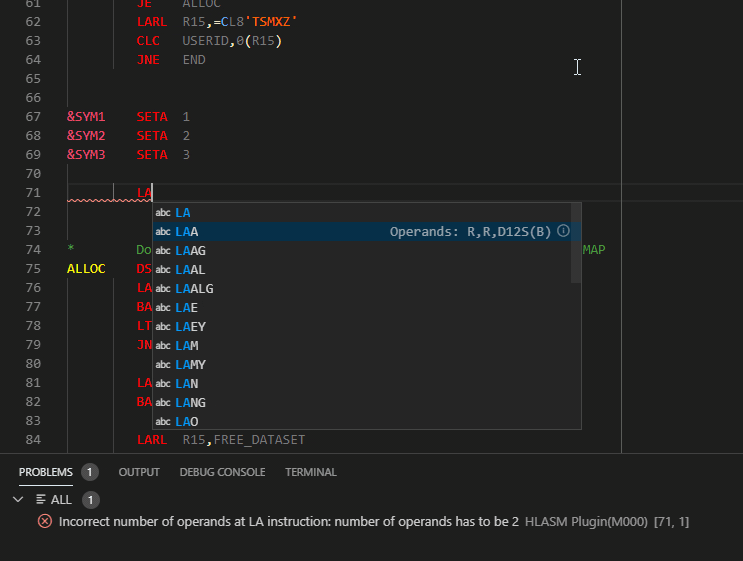 61 JE ALLOC
62 LARL R15,=CL8'TSMXZ'
63 CLC USERID,0(R15)
64 JNE END
65
66
67 &SYM1 SETA 1
68 &SYM2 SETA 2
69 &SYM3 SETA 3
70
71 LA
72 abc LA
73 abc LAA Operands: R,R,D12S(B)
74 * Do abc LAAG MAP
75 ALLOC DS abc LAAL
76 LA abc LAALG
77 BA abc LAE
78 LT abc LAEY
79 JN abc LAM
80 abc LAMY
81 LA abc LAN
82 BA abc LANG
83 abc LAO
84 LARL R15,FREE_DATASET
PROBLEMS 1 OUTPUT DEBUG CONSOLE TERMINAL
ALL 1
Incorrect number of operands at LA instruction: number of operands has to be 2 HLASM Plugin(M000) [71, 1]